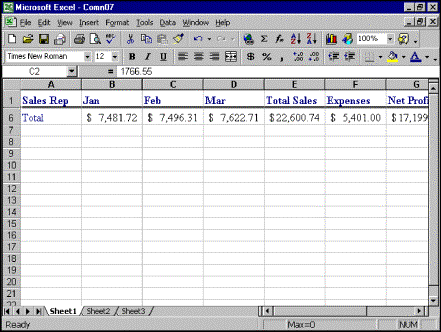 Microsoft Excel - Comn07
File Edit View Insert Format Tools Data Window Help
100%
Times New Roman 12 B I U $ % ,
C2 = 1766.55
A B C D E F G
1 Sales Rep Jan Feb Mar Total Sales Expenses Net Profi
6 Total $ 7,481.72 $ 7,496.31 $ 7,622.71 $22,600.74 $ 5,401.00 $17,199
7
8
9
10
11
12
13
14
15
16
17
18
19
20
21
Sheet1 Sheet2 Sheet3
Ready Max=0 NUM